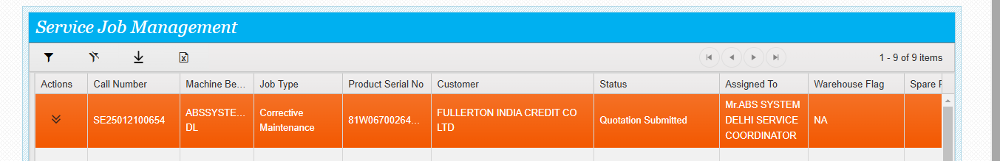 Service Job Management
1 - 9 of 9 items
Actions Call Number Machine Be... Job Type Product Serial No Customer Status Assigned To Warehouse Flag Spare
SE25012100654
ABSSYSTE...
DL
Corrective
Maintenance
81W06700264...
FULLERTON INDIA CREDIT CO
LTD
Quotation Submitted
Mr.ABS SYSTEM
DELHI SERVICE
COORDINATOR
NA